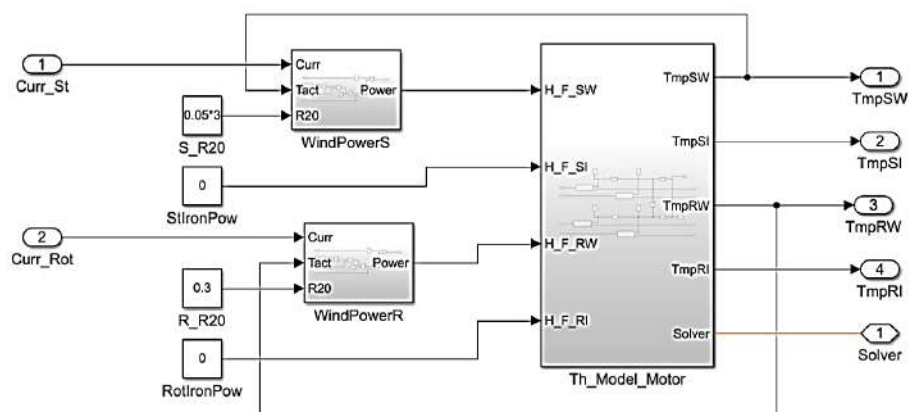 1
Curr_St
0.05*3
S_R20
Curr
Tact
R20
Power
WindPowerS
0
StIronPow
2
Curr_Rot
0.3
R_R20
Curr
Tact
R20
Power
WindPowerR
0
RotIronPow
H_F_SW
H_F_SI
H_F_RW
H_F_RI
TmpSW
TmpSI
TmpRW
TmpRI
Solver
Th_Model_Motor
1
TmpSW
2
TmpSI
3
TmpRW
4
TmpRI
1
Solver